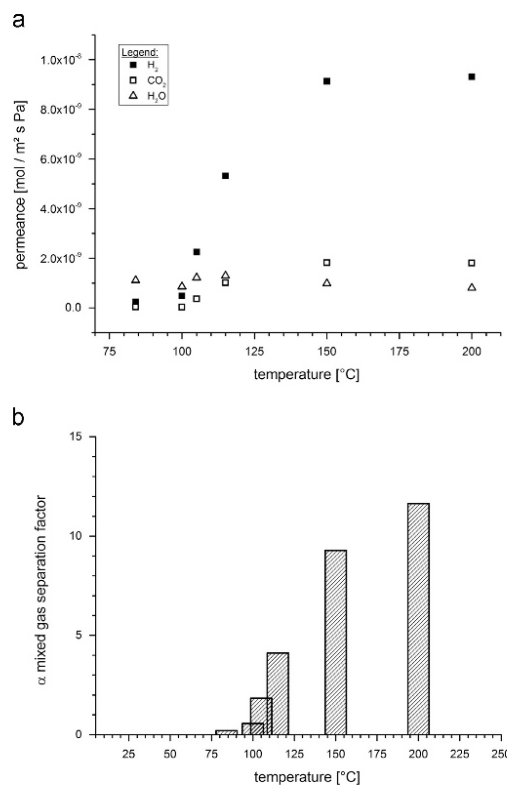 a
Legend:
H₂
CO₂
H₂O
1.0x10⁻⁸
8.0x10⁻⁹
6.0x10⁻⁹
4.0x10⁻⁹
2.0x10⁻⁹
0.0
permeance [mol / m² s Pa]
75 100 125 150 175 200
temperature [°C]
b
15
10
5
0
α mixed gas separation factor
25 50 75 100 125 150 175 200 225 250
temperature [°C]